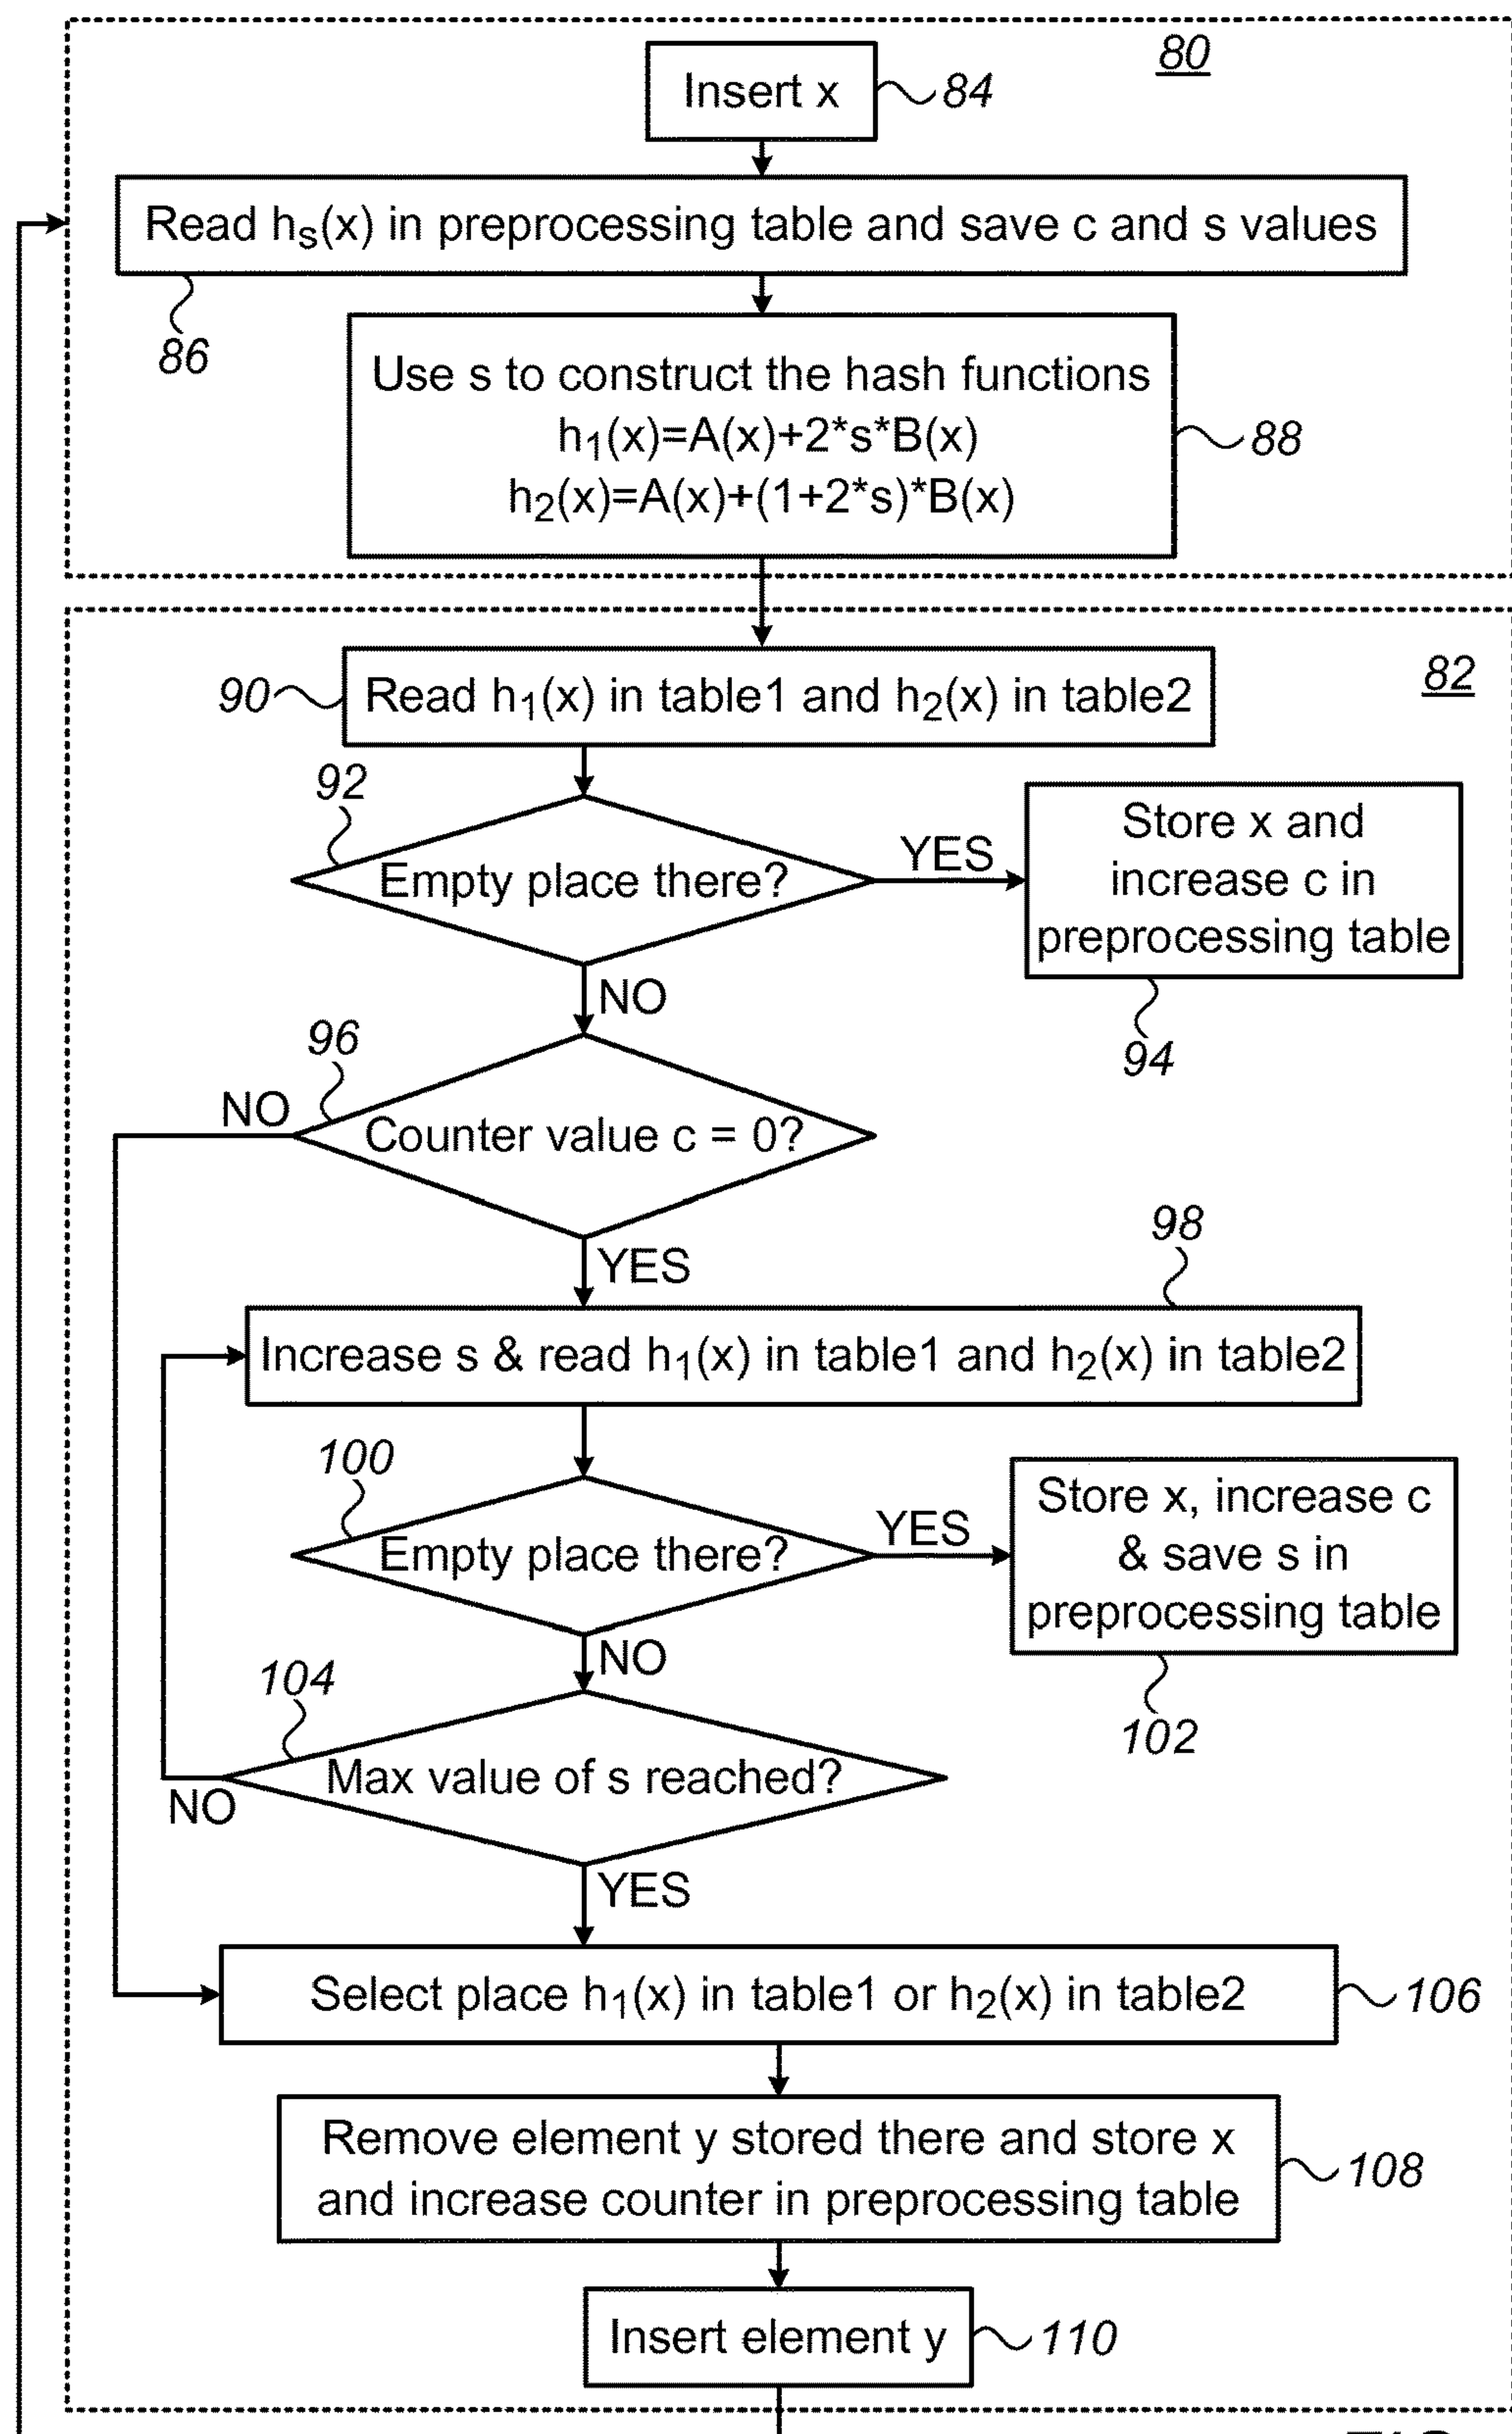 80
Insert x
84
Read hₛ(x) in preprocessing table and save c and s values
86
Use s to construct the hash functions
h₁(x)=A(x)+2*s*B(x)
h₂(x)=A(x)+(1+2*s)*B(x)
88
82
90
Read h₁(x) in table1 and h₂(x) in table2
92
Empty place there?
YES
Store x and
increase c in
preprocessing table
94
NO
96
NO
Counter value c = 0?
YES
98
Increase s & read h₁(x) in table1 and h₂(x) in table2
100
Empty place there?
YES
Store x, increase c
& save s in
preprocessing table
102
NO
104
Max value of s reached?
NO
YES
Select place h₁(x) in table1 or h₂(x) in table2
106
Remove element y stored there and store x
and increase counter in preprocessing table
108
Insert element y
110